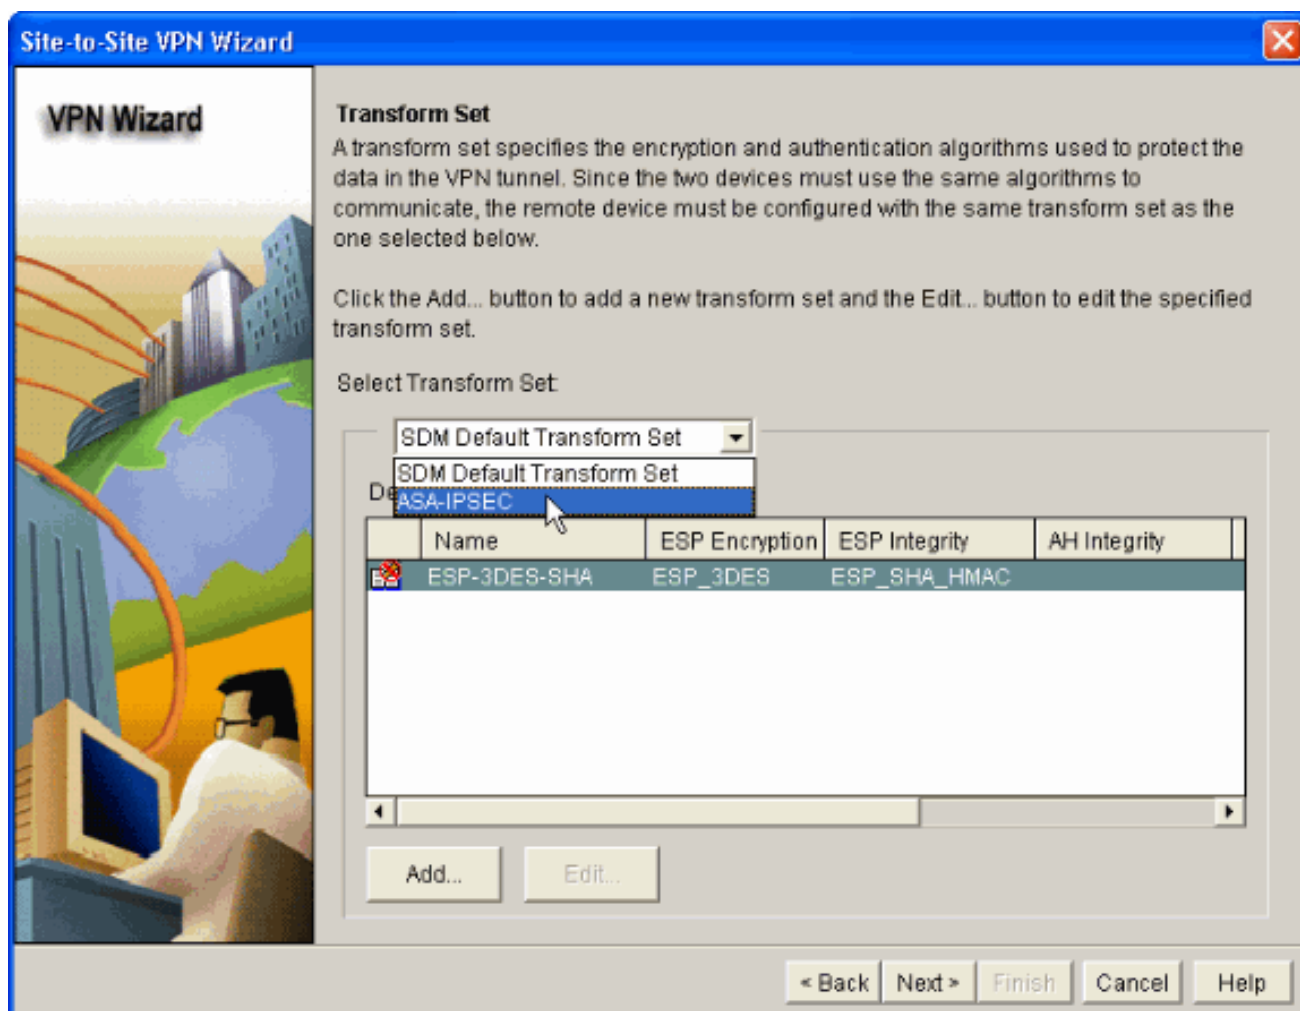 Site-to-Site VPN Wizard
VPN Wizard
Transform Set
A transform set specifies the encryption and authentication algorithms used to protect the
data in the VPN tunnel. Since the two devices must use the same algorithms to
communicate, the remote device must be configured with the same transform set as the
one selected below.
Click the Add... button to add a new transform set and the Edit... button to edit the specified
transform set.
Select Transform Set:
SDM Default Transform Set
SDM Default Transform Set
ASA-IPSEC
Name ESP Encryption ESP Integrity AH Integrity
ESP-3DES-SHA ESP_3DES ESP_SHA_HMAC
Add... Edit...
< Back Next > Finish Cancel Help